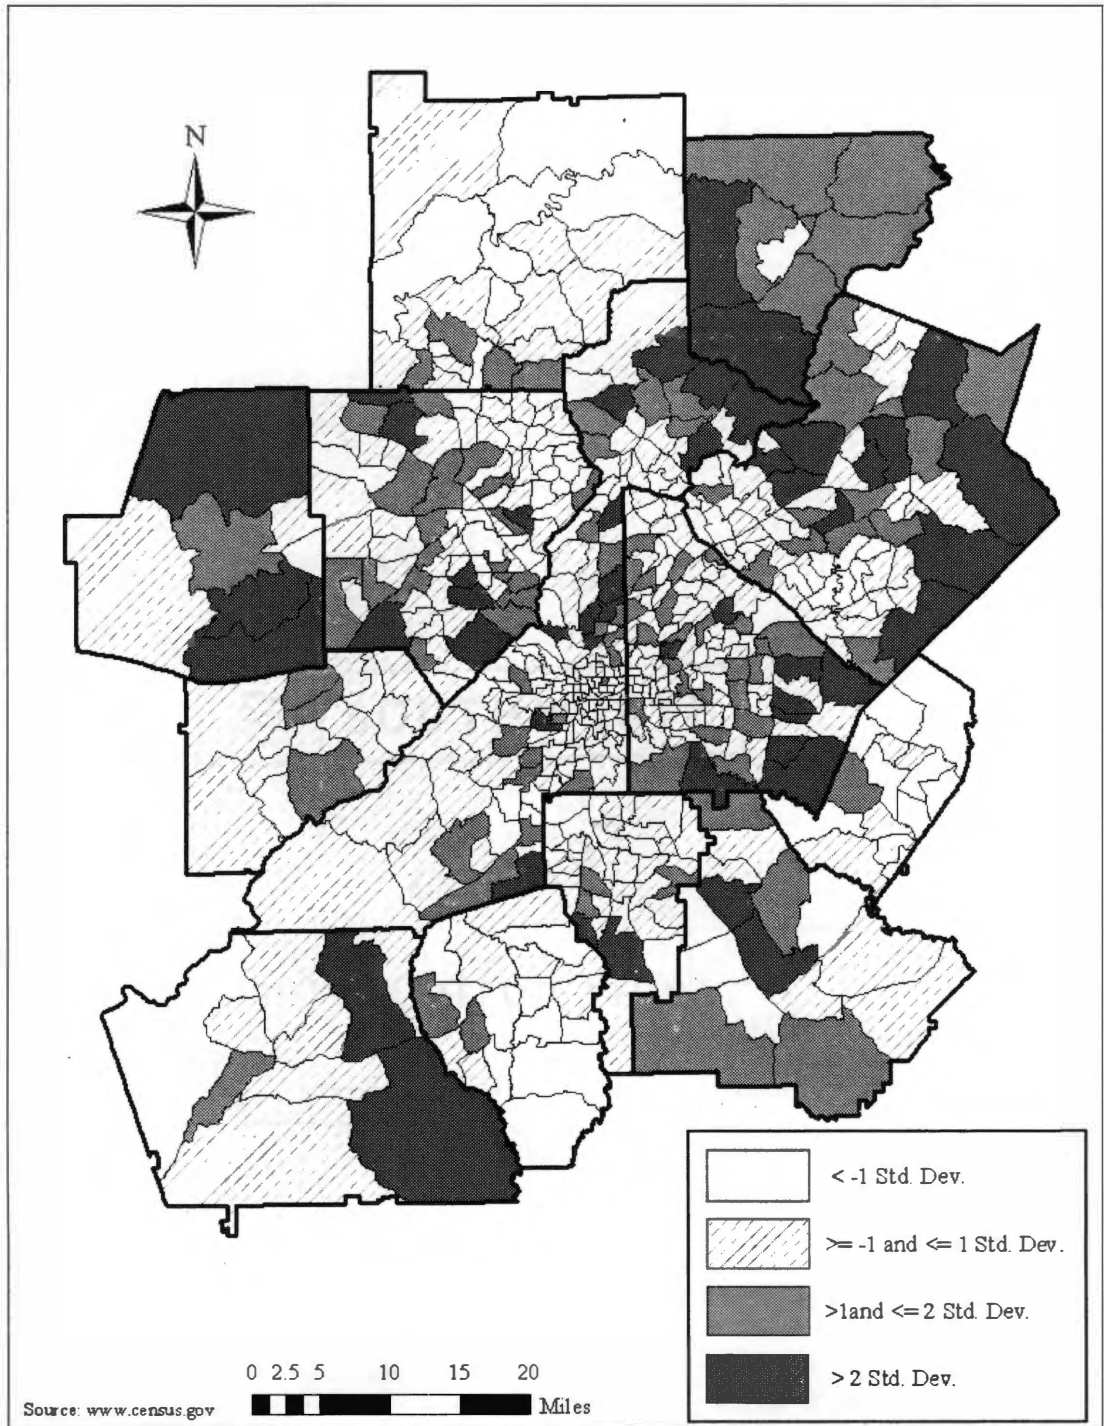 N
< -1 Std. Dev.
>= -1 and <= 1 Std. Dev.
>1and <= 2 Std. Dev.
> 2 Std. Dev.
0 2.5 5 10 15 20
Miles
Source: www.census.gov